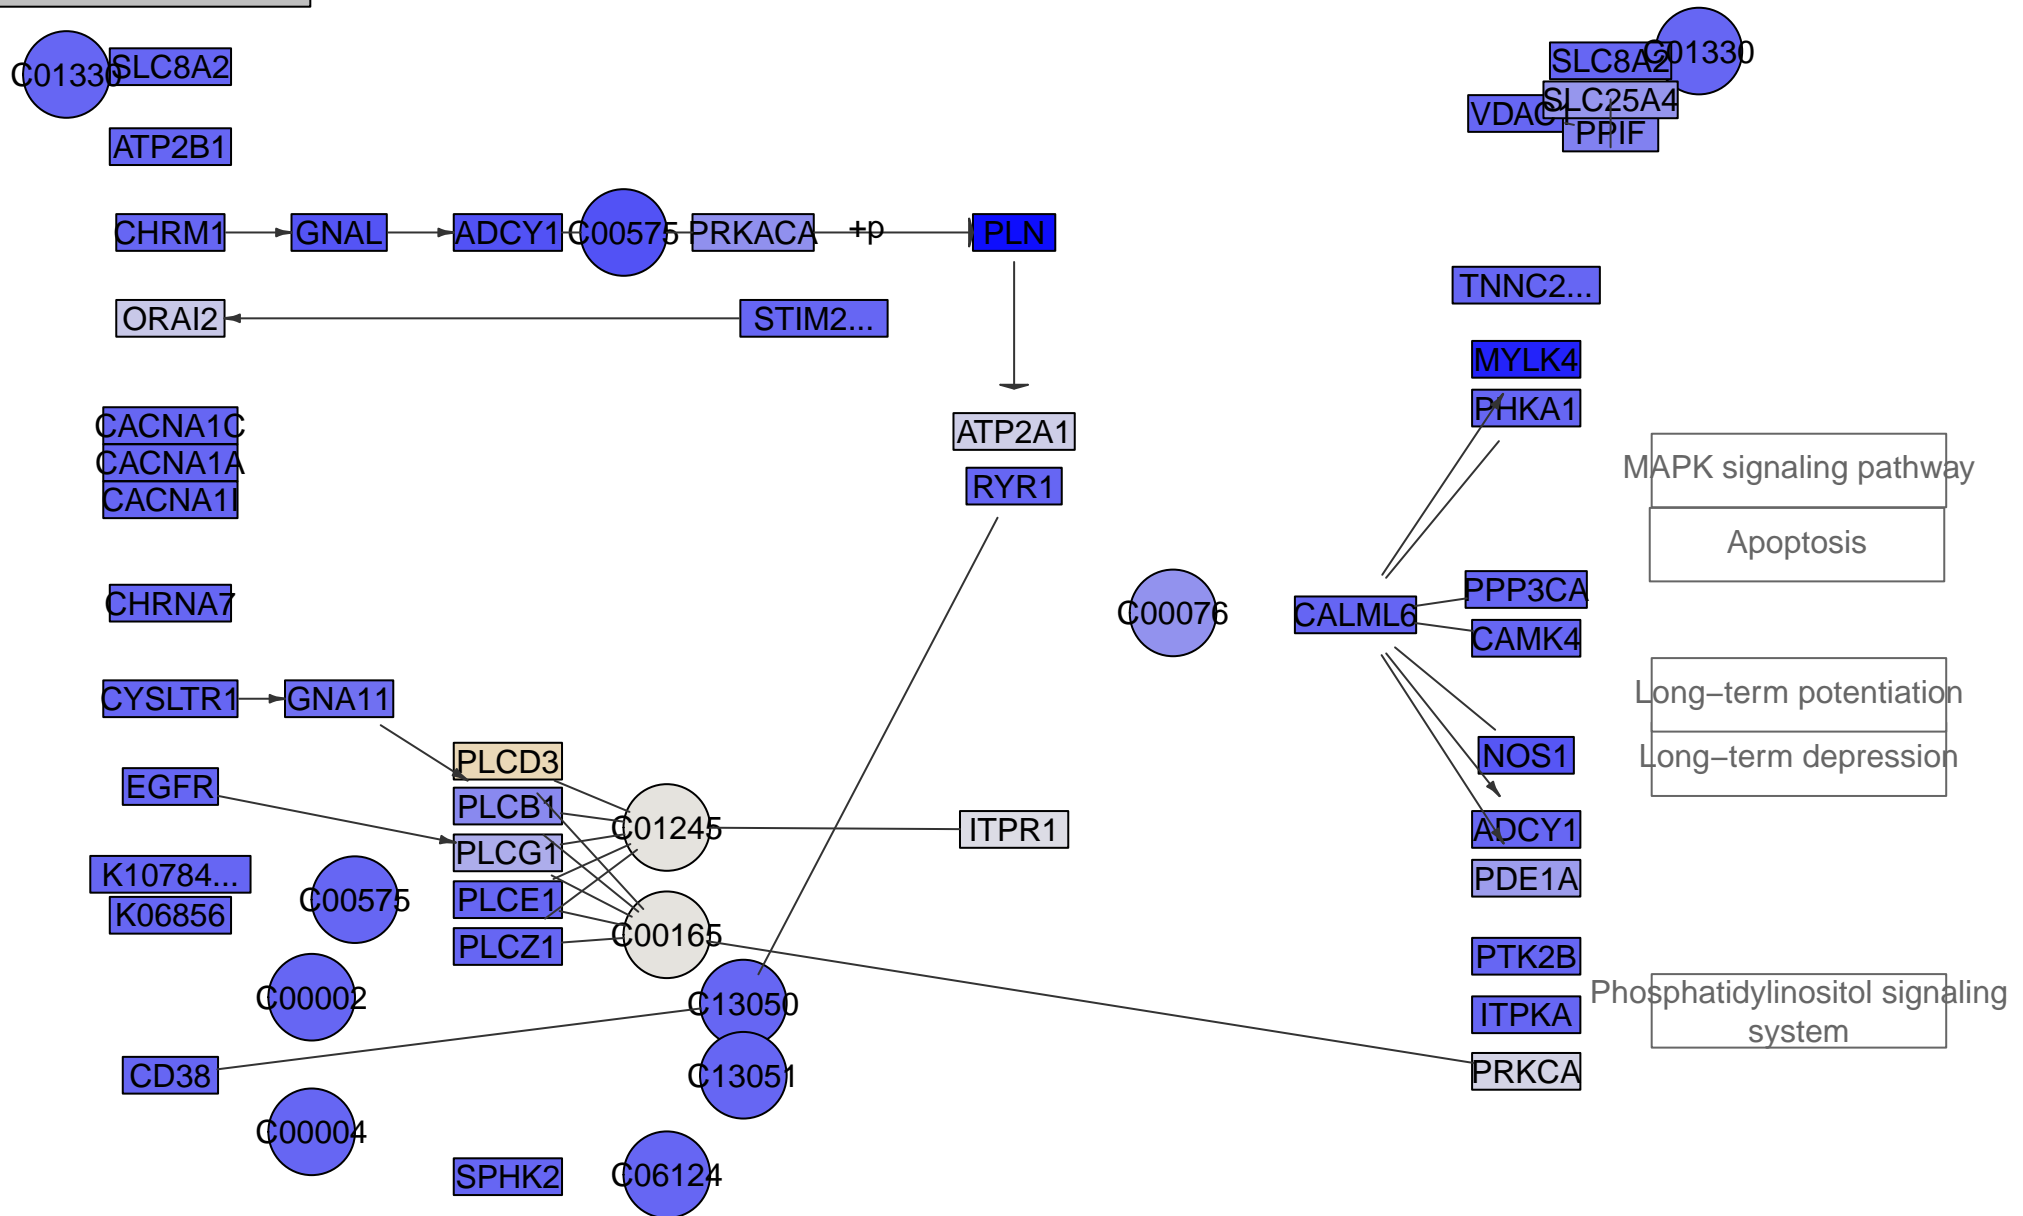 C01330
SLC8A2
SLC8A2
C01330
SLC25A4
VDAC1
PPIF
ATP2B1
CHRM1
GNAL
ADCY1
C00575
PRKACA
+p
PLN
TNNC2...
ORAI2
STIM2...
MYLK4
PHKA1
CACNA1C
CACNA1A
CACNA1I
ATP2A1
RYR1
MAPK signaling pathway
Apoptosis
CHRNA7
C00076
CALML6
PPP3CA
CAMK4
CYSLTR1
GNA11
Long−term potentiation
Long−term depression
NOS1
PLCD3
EGFR
PLCB1
C01245
ITPR1
ADCY1
PLCG1
K10784...
PDE1A
C00575
PLCE1
K06856
C00165
PLCZ1
PTK2B
C00002
C13050
ITPKA
Phosphatidylinositol signaling
system
CD38
C13051
PRKCA
C00004
SPHK2
C06124